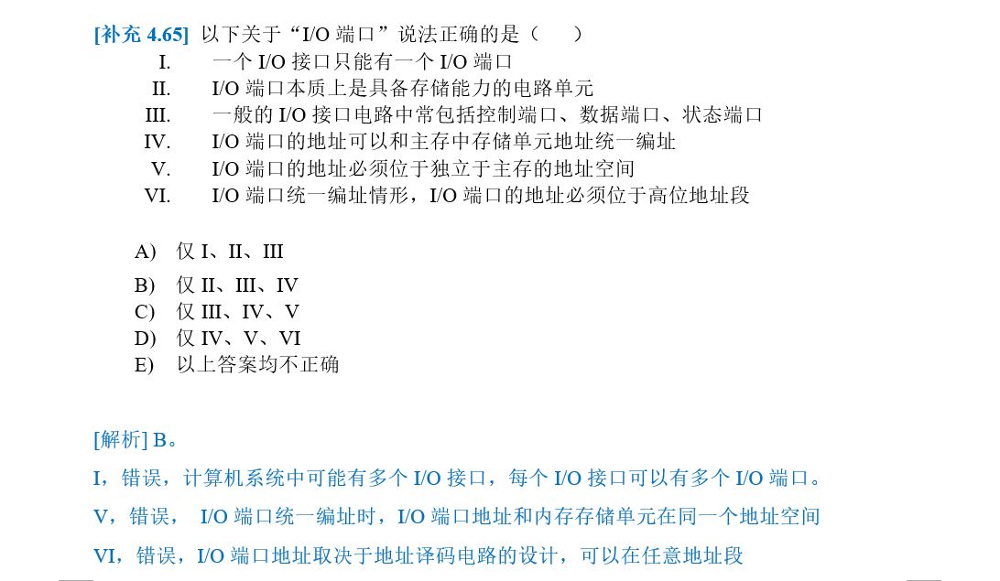 [补充 4.65] 以下关于“I/O 端口”说法正确的是（ ）
I. 一个 I/O 接口只能有一个 I/O 端口
II. I/O 端口本质上是具备存储能力的电路单元
III. 一般的 I/O 接口电路中常包括控制端口、数据端口、状态端口
IV. I/O 端口的地址可以和主存中存储单元地址统一编址
V. I/O 端口的地址必须位于独立于主存的地址空间
VI. I/O 端口统一编址情形，I/O 端口的地址必须位于高位地址段
A) 仅 I、II、III
B) 仅 II、III、IV
C) 仅 III、IV、V
D) 仅 IV、V、VI
E) 以上答案均不正确
[解析] B。
I，错误，计算机系统中可能有多个 I/O 接口，每个 I/O 接口可以有多个 I/O 端口。
V，错误， I/O 端口统一编址时，I/O 端口地址和内存存储单元在同一个地址空间
VI，错误，I/O 端口地址取决于地址译码电路的设计，可以在任意地址段